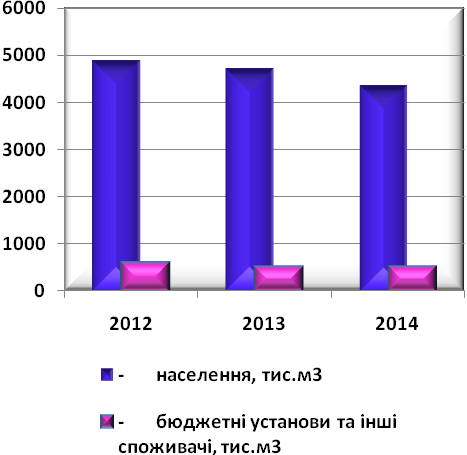 6000
5000
4000
3000
2000
1000
0
2012 2013 2014
- населення, тис.м3
- бюджетні установи та інші
споживачі, тис.м3